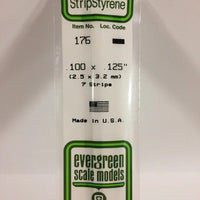 StripStyrene
Item No. Loc. Code
176
.100 x .125"
(2.5 x 3.2 mm)
7 Strips
Made in U.S.A.
evergreen
scale models